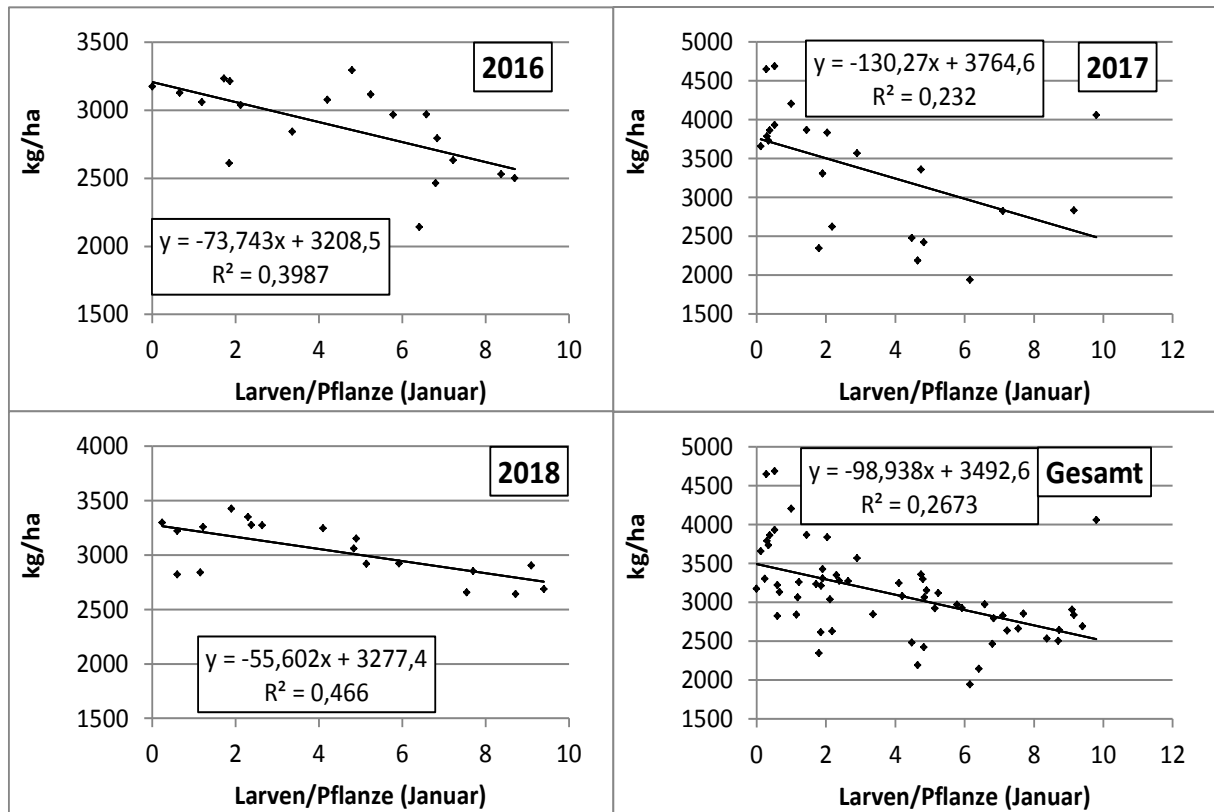 3500
3000
2500
2000
1500
kg/ha
2016
y = -73,743x + 3208,5
R² = 0,3987
0 2 4 6 8 10
Larven/Pflanze (Januar)
5000
4500
4000
3500
3000
2500
2000
1500
kg/ha
y = -130,27x + 3764,6
R² = 0,232
2017
0 2 4 6 8 10 12
Larven/Pflanze (Januar)
4000
3500
3000
2500
2000
1500
kg/ha
2018
y = -55,602x + 3277,4
R² = 0,466
0 2 4 6 8 10
Larven/Pflanze (Januar)
5000
4500
4000
3500
3000
2500
2000
1500
kg/ha
y = -98,938x + 3492,6
R² = 0,2673
Gesamt
0 2 4 6 8 10 12
Larven/Pflanze (Januar)